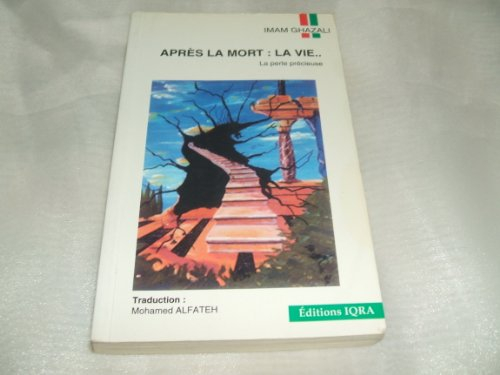 IMAM GHAZALI
APRÈS LA MORT : LA VIE..
La perle précieuse
Traduction :
Mohamed ALFATEH
Éditions IQRA